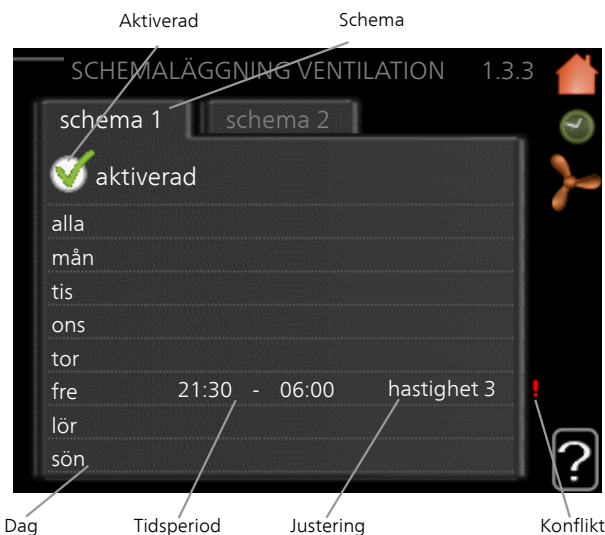 Aktiverad Schema
SCHEMALÄGGNING VENTILATION 1.3.3
schema 1 schema 2
aktiverad
alla
mån
tis
ons
tor
fre 21:30 - 06:00 hastighet 3 !
lör
sön
?
Dag Tidsperiod Justering Konflikt